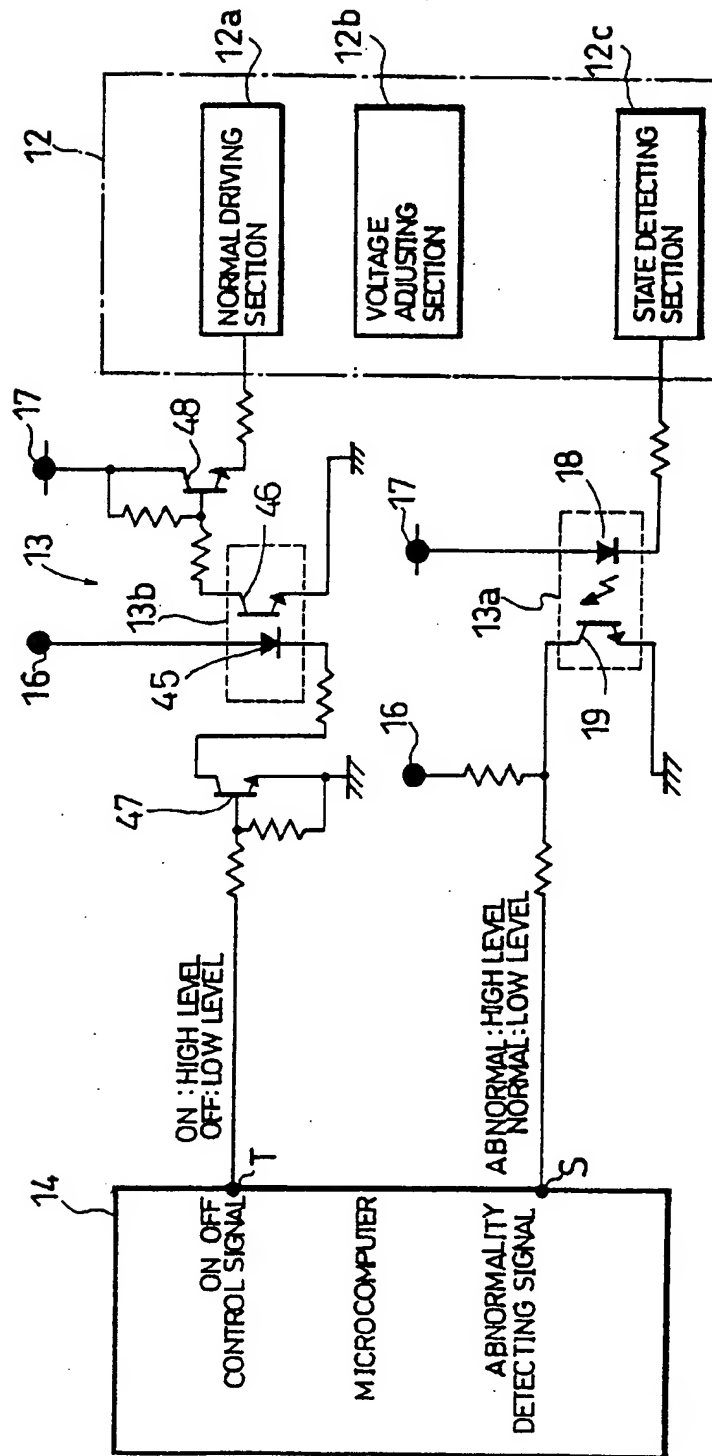 14
ON OFF
CONTROL SIGNAL
T
MICROCOMPUTER
ABNORMALITY
DETECTING SIGNAL
S
ON :HIGH LEVEL
OFF:LOW LEVEL
ABNORMAL:HIGH LEVEL
NORMAL:LOW LEVEL
47
16
45
13b
13
46
48
17
16
19
13a
18
17
12
12a
NORMAL DRIVING
SECTION
12b
VOLTAGE
ADJUSTING
SECTION
12c
STATE DETECTING
SECTION